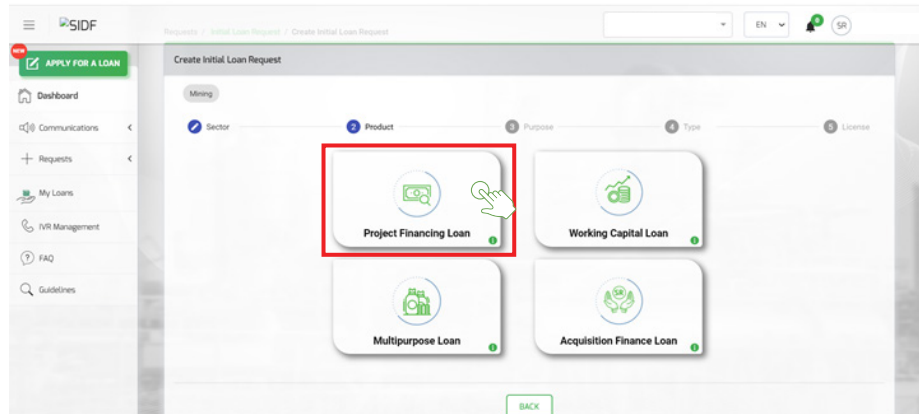 SIDF
EN
0
SR
Requests / Initial Loan Request / Create Initial Loan Request
NEW
APPLY FOR A LOAN
Create Initial Loan Request
Dashboard
Mining
Communications
Sector
2 Product
3 Purpose
4 Type
5 License
Requests
My Loans
IVR Management
FAQ
Guidelines
Project Financing Loan
Working Capital Loan
SR
Multipurpose Loan
Acquisition Finance Loan
BACK